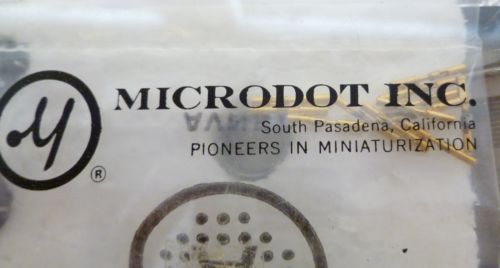 MICRODOT INC.
South Pasadena, California
PIONEERS IN MINIATURIZATION
®